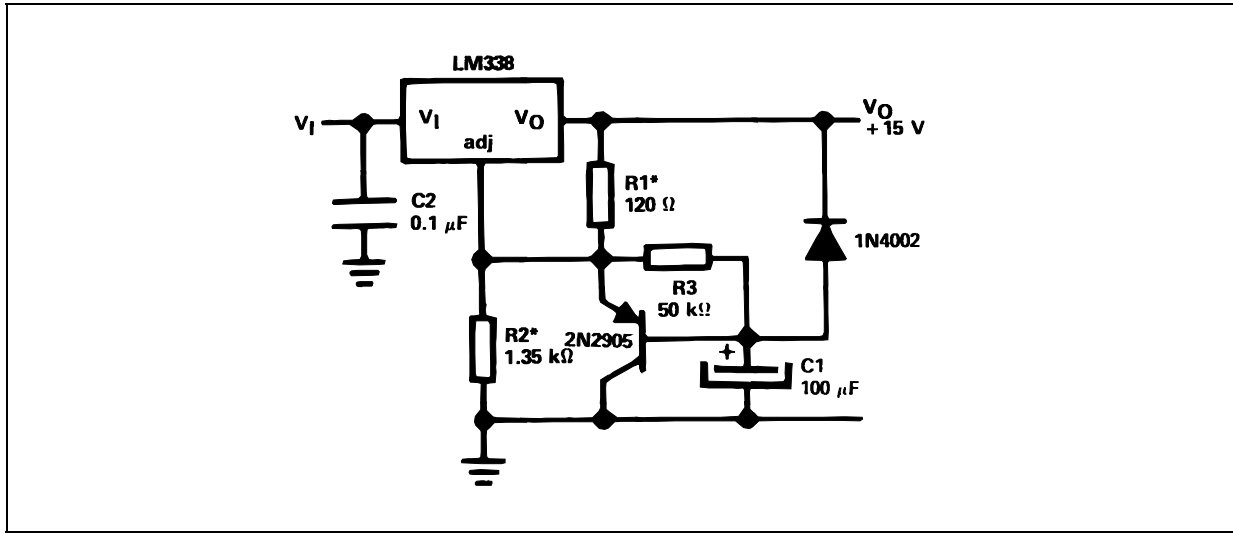 LM338
VI
VI
VO
adj
VO
+ 15 V
C2
0.1 μF
R1*
120 Ω
R3
50 kΩ
1N4002
R2*
1.35 kΩ
2N2905
+
C1
100 μF